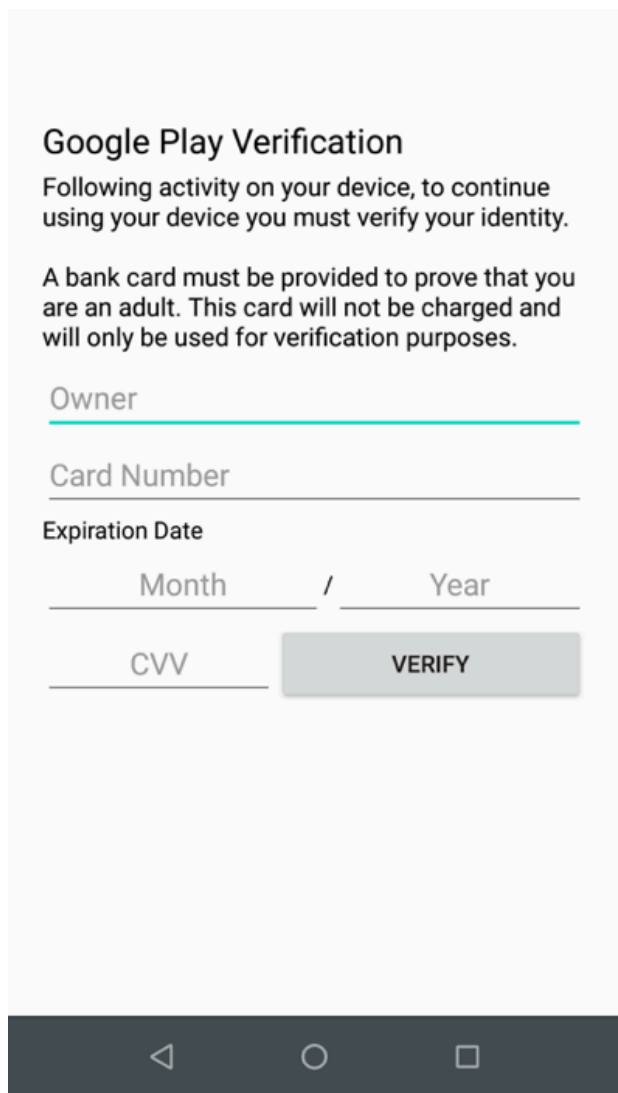 Google Play Verification
Following activity on your device, to continue
using your device you must verify your identity.
A bank card must be provided to prove that you
are an adult. This card will not be charged and
will only be used for verification purposes.
Owner
Card Number
Expiration Date
Month / Year
CVV VERIFY